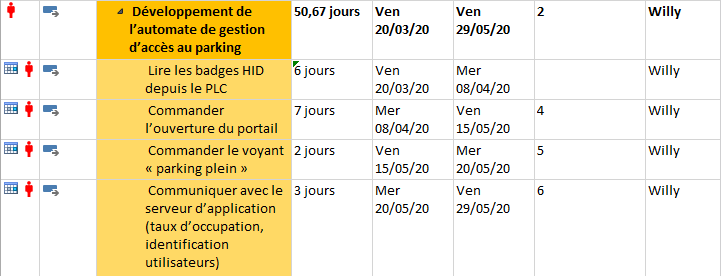 Développement de 50,67 jours Ven Ven 2 Willy
l’automate de gestion 20/03/20 29/05/20
d’accès au parking
Lire les badges HID 6 jours Ven Mer Willy
depuis le PLC 20/03/20 08/04/20
Commander 7 jours Mer Ven 4 Willy
l’ouverture du portail 08/04/20 15/05/20
Commander le voyant 2 jours Ven Mer 5 Willy
« parking plein » 15/05/20 20/05/20
Communiquer avec le 3 jours Mer Ven 6 Willy
serveur d’application 20/05/20 29/05/20
(taux d’occupation,
identification
utilisateurs)